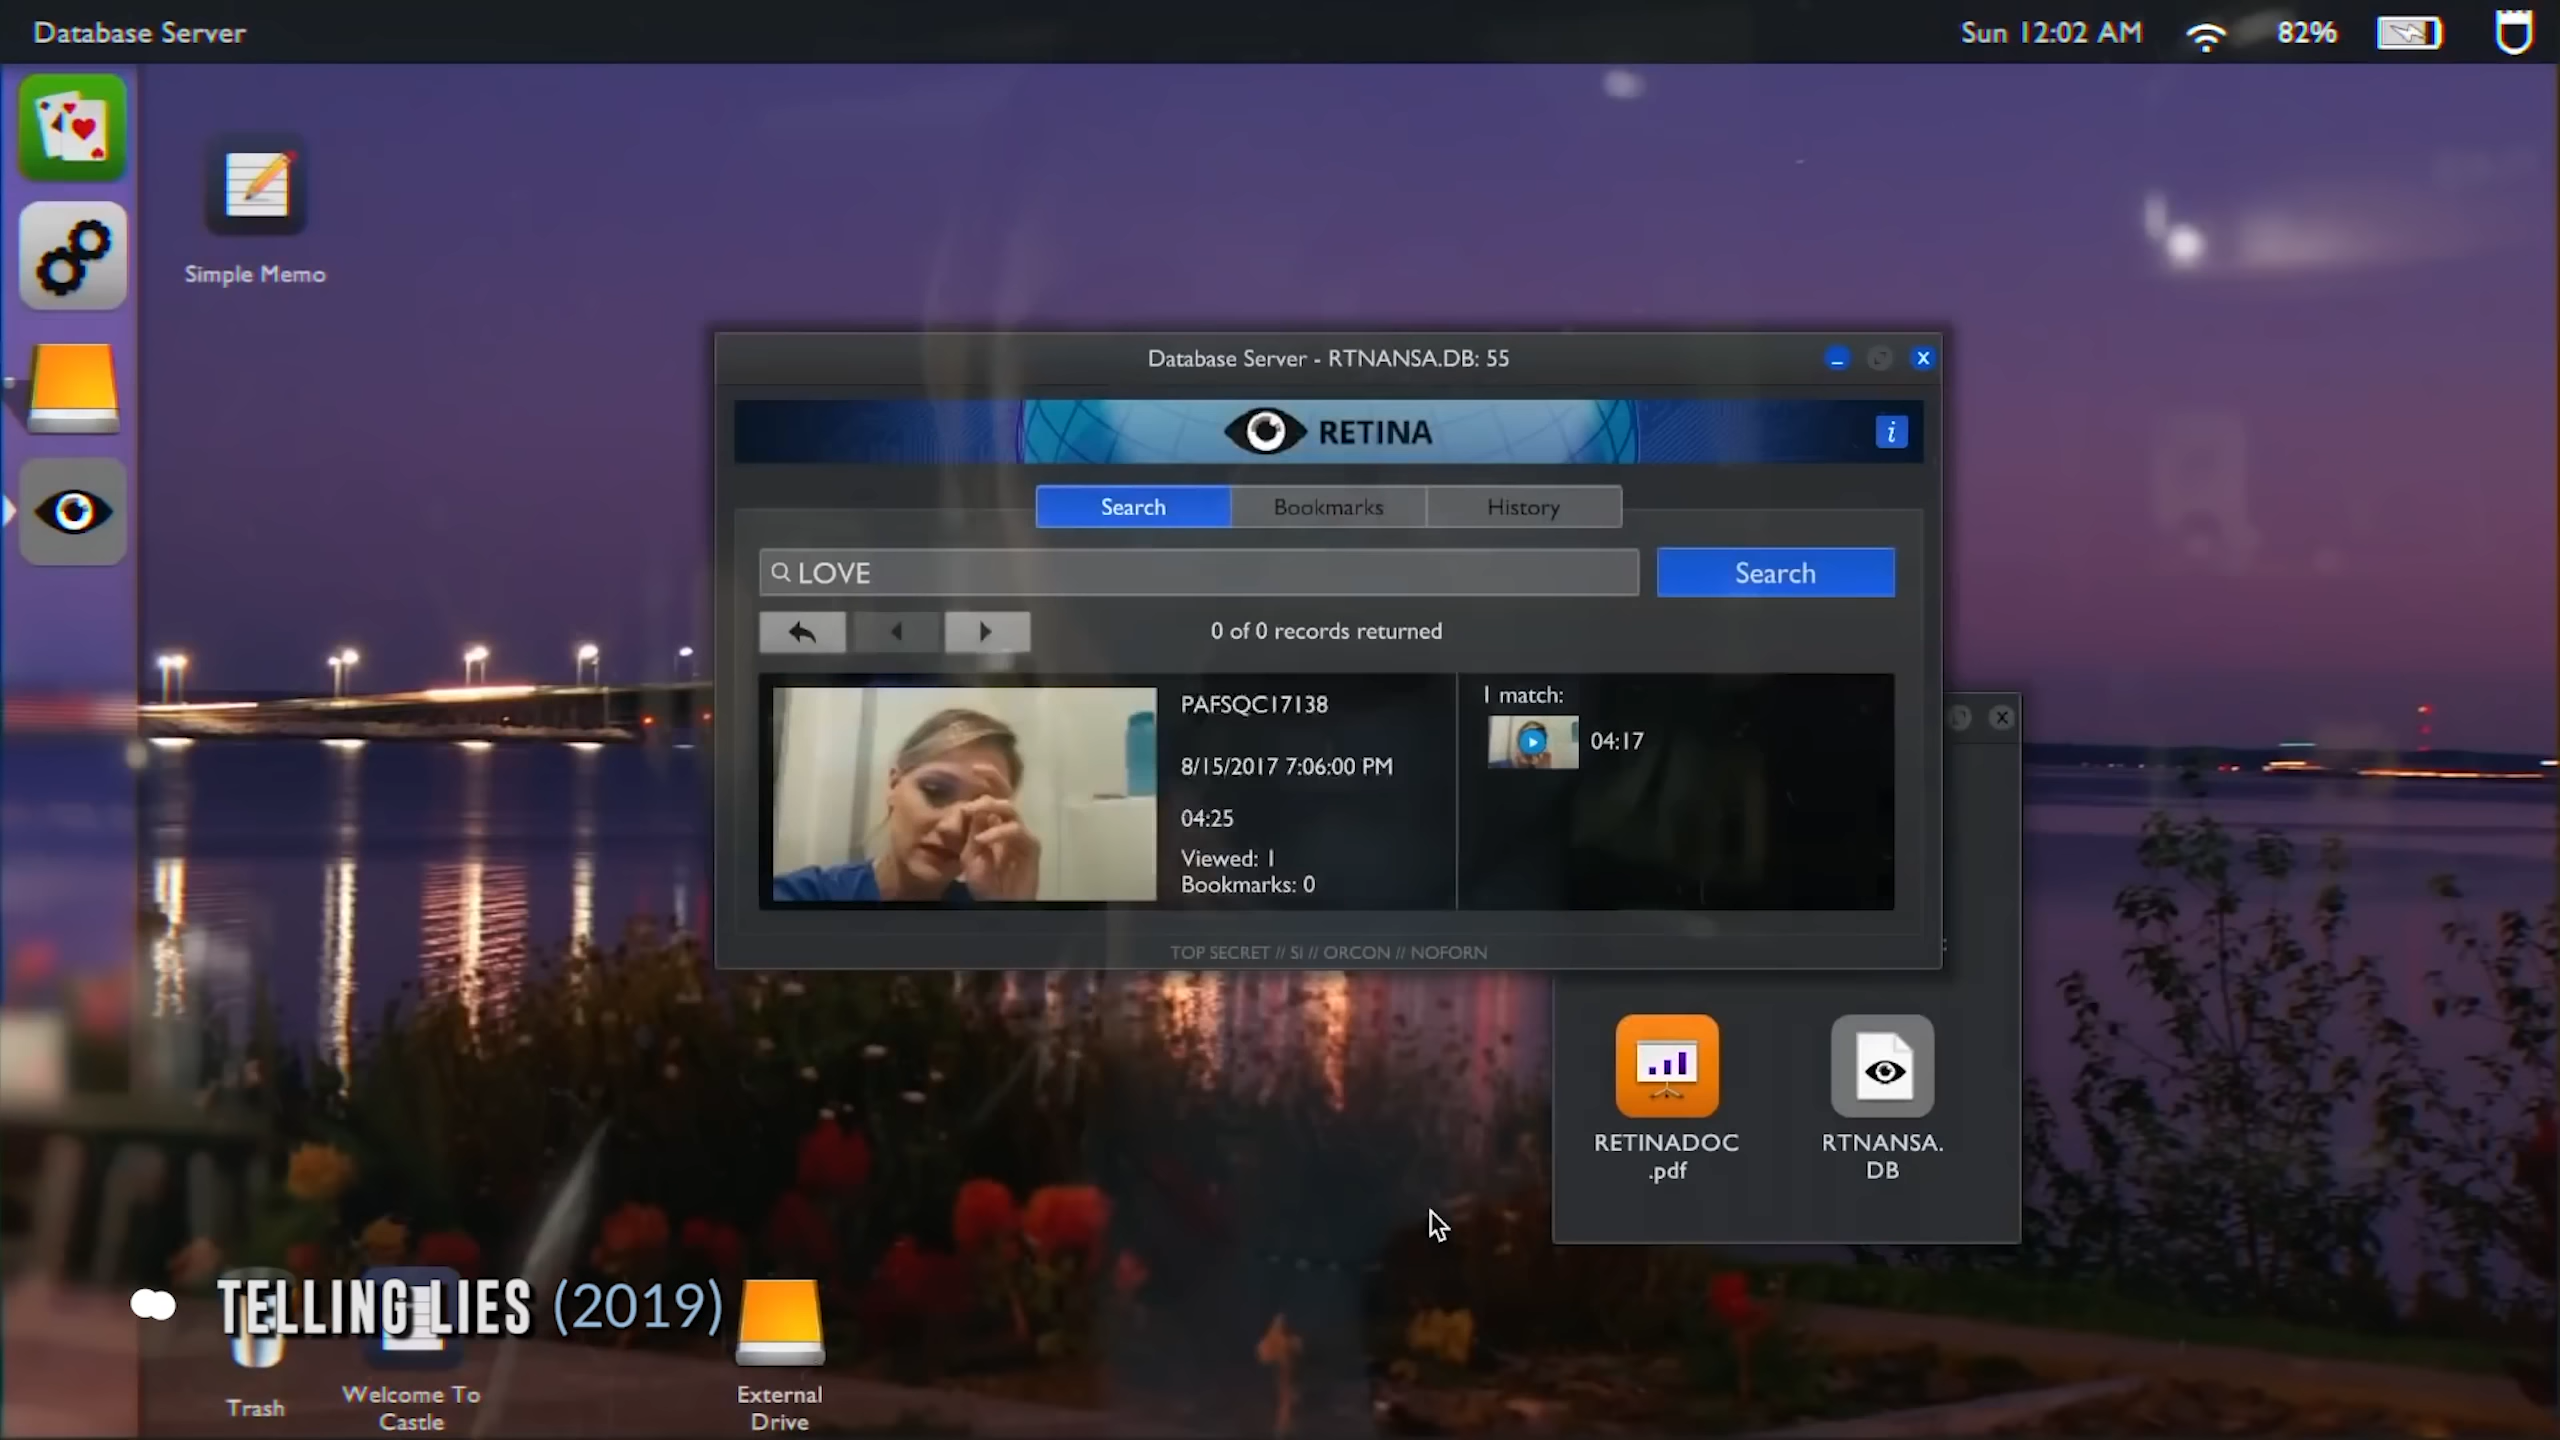 Database Server
Sun 12:02 AM
82%
Simple Memo
Database Server - RTNANSA.DB: 55
RETINA
i
Search
Bookmarks
History
LOVE
Search
0 of 0 records returned
PAFSQC17138
8/15/2017 7:06:00 PM
04:25
Viewed: 1
Bookmarks: 0
1 match:
04:17
TOP SECRET // SI // ORCON // NOFORN
RETINADOC
.pdf
RTNANSA.
DB
TELLING LIES (2019)
Trash
Welcome To
Castle
External
Drive